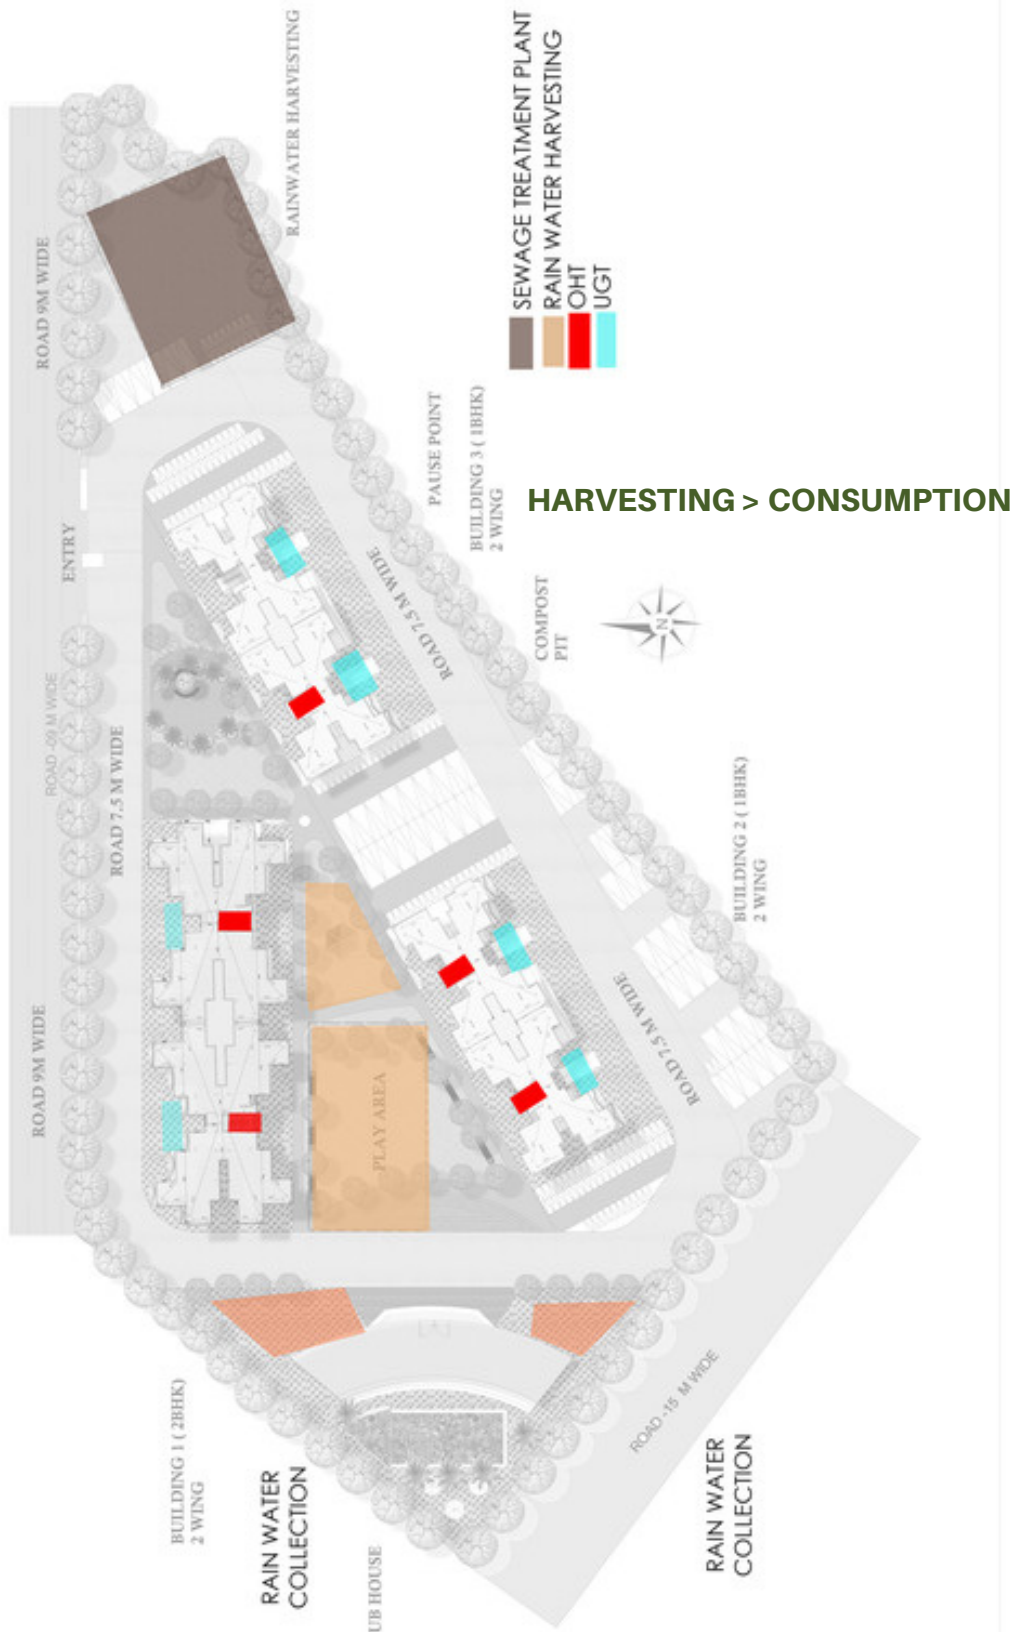 RAINWATER HARVESTING
SEWAGE TREATMENT PLANT
RAIN WATER HARVESTING
OHT
UGT
ROAD 9M WIDE
PAUSE POINT
BUILDING 3 ( 1BHK)
2 WING
HARVESTING > CONSUMPTION
ENTRY
ROAD 7.5 M WIDE
COMPOST
PIT
N
ROAD -09 M WIDE
ROAD 7.5 M WIDE
BUILDING 2 ( 1BHK)
2 WING
ROAD 9M WIDE
ROAD 7.5 M WIDE
PLAY AREA
ROAD -15 M WIDE
BUILDING 1 ( 2BHK)
2 WING
RAIN WATER
COLLECTION
UB HOUSE
RAIN WATER
COLLECTION